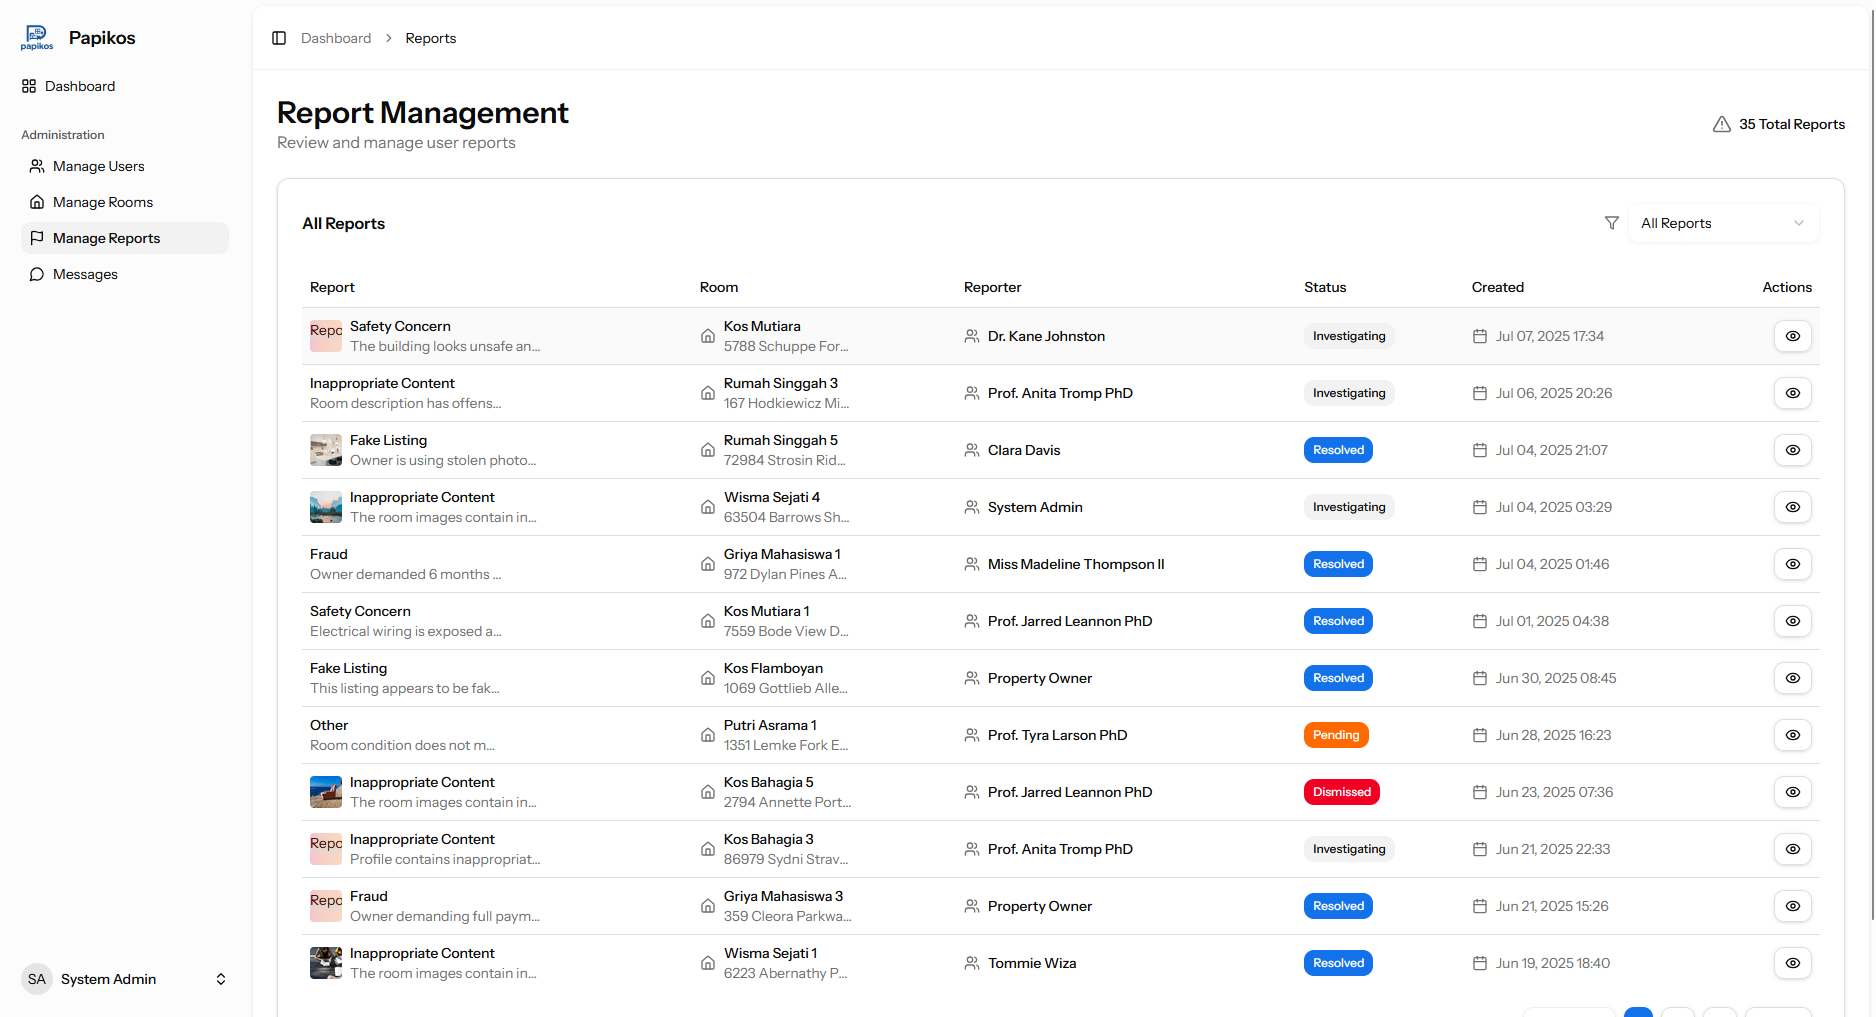 papikos
Papikos
Dashboard
Administration
Manage Users
Manage Rooms
Manage Reports
Messages
SA
System Admin
Dashboard
Reports
Report Management
Review and manage user reports
35 Total Reports
All Reports
All Reports
Report Room Reporter Status Created Actions
Repo
Safety Concern
The building looks unsafe an...
Kos Mutiara
5788 Schuppe For...
Dr. Kane Johnston
Investigating
Jul 07, 2025 17:34
Inappropriate Content
Room description has offens...
Rumah Singgah 3
167 Hodkiewicz Mi...
Prof. Anita Tromp PhD
Investigating
Jul 06, 2025 20:26
Fake Listing
Owner is using stolen photo...
Rumah Singgah 5
72984 Strosin Rid...
Clara Davis
Resolved
Jul 04, 2025 21:07
Inappropriate Content
The room images contain in...
Wisma Sejati 4
63504 Barrows Sh...
System Admin
Investigating
Jul 04, 2025 03:29
Fraud
Owner demanded 6 months ...
Griya Mahasiswa 1
972 Dylan Pines A...
Miss Madeline Thompson II
Resolved
Jul 04, 2025 01:46
Safety Concern
Electrical wiring is exposed a...
Kos Mutiara 1
7559 Bode View D...
Prof. Jarred Leannon PhD
Resolved
Jul 01, 2025 04:38
Fake Listing
This listing appears to be fak...
Kos Flamboyan
1069 Gottlieb Alle...
Property Owner
Resolved
Jun 30, 2025 08:45
Other
Room condition does not m...
Putri Asrama 1
1351 Lemke Fork E...
Prof. Tyra Larson PhD
Pending
Jun 28, 2025 16:23
Inappropriate Content
The room images contain in...
Kos Bahagia 5
2794 Annette Port...
Prof. Jarred Leannon PhD
Dismissed
Jun 23, 2025 07:36
Repo
Inappropriate Content
Profile contains inappropriat...
Kos Bahagia 3
86979 Sydni Strav...
Prof. Anita Tromp PhD
Investigating
Jun 21, 2025 22:33
Repo
Fraud
Owner demanding full paym...
Griya Mahasiswa 3
359 Cleora Parkwa...
Property Owner
Resolved
Jun 21, 2025 15:26
Inappropriate Content
The room images contain in...
Wisma Sejati 1
6223 Abernathy P...
Tommie Wiza
Resolved
Jun 19, 2025 18:40